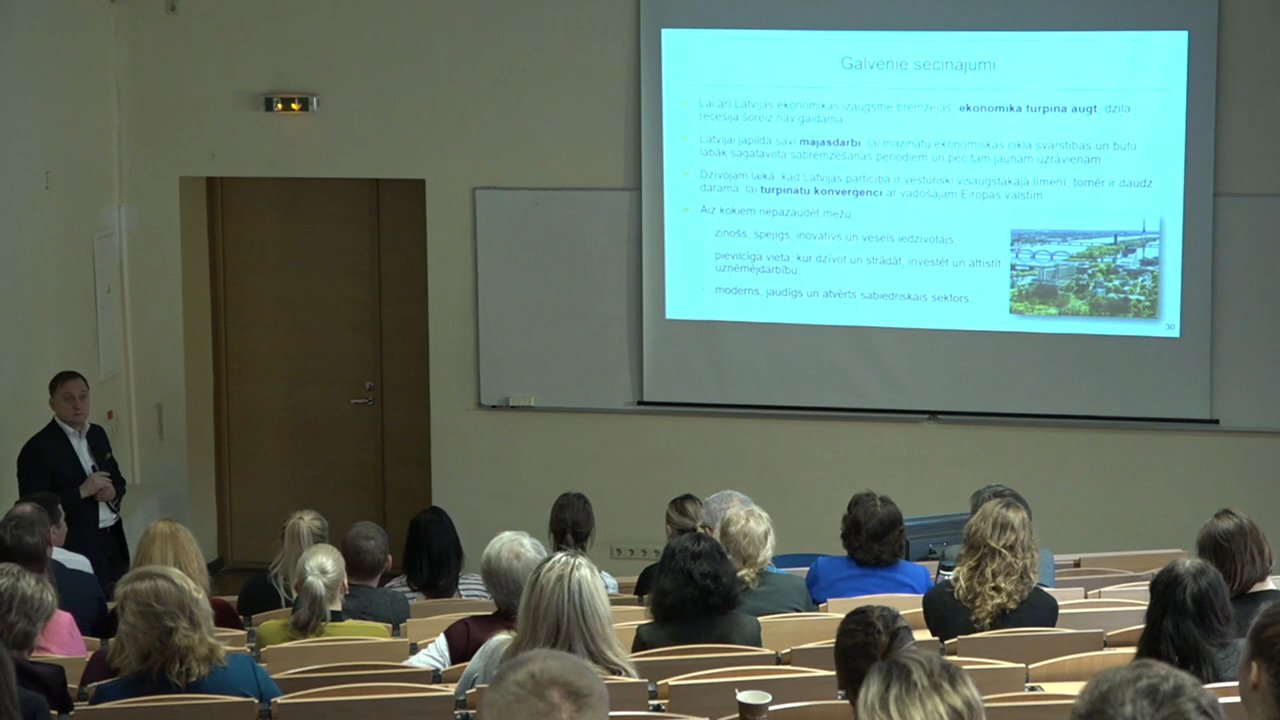 Galvenie secinājumi
Lai arī Latvijas ekonomikas izaugsme bremzējas, ekonomika turpina augt, dziļa
recesija šoreiz nav gaidāma
Latvijai jāpilda savi mājasdarbi, lai mazinātu ekonomiskās cikla svārstības un būtu
labāk sagatavota sabremzēšanās periodiem un pēc tam jaunam uzrāvienam
Dzīvojam laikā, kad Latvijas pārticība ir vēsturiski visaugstākajā līmenī, tomēr ir daudz
darāmā, lai turpinātu konverģenci ar vadošajām Eiropas valstīm
Aiz kokiem nepazaudēt mežu
zinošs, spējīgs, inovatīvs un vesels iedzīvotājs,
pievilcīga vieta, kur dzīvot un strādāt, investēt un attīstīt
uzņēmējdarbību,
moderns, jaudīgs un atvērts sabiedriskais sektors
30